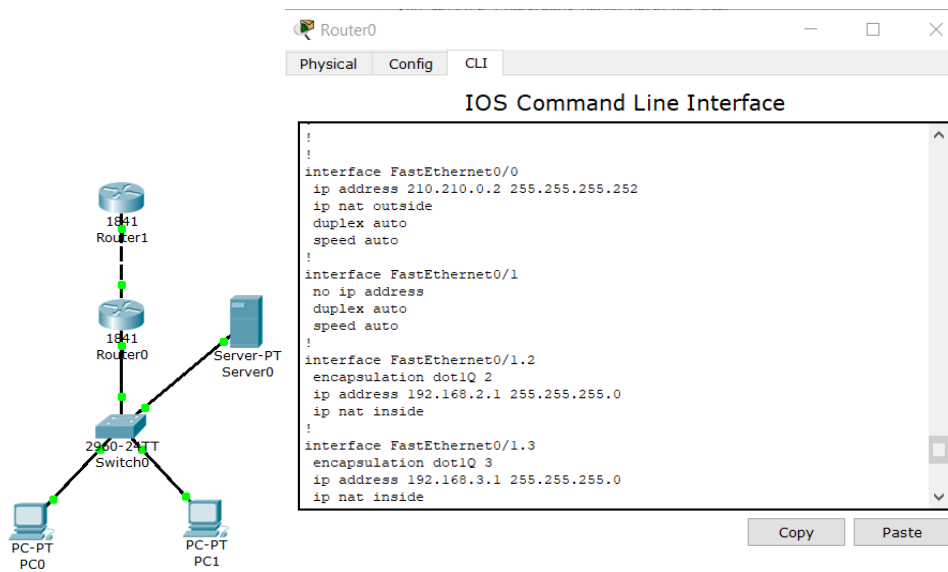 Router0
Physical
Config
CLI
IOS Command Line Interface
!
!
interface FastEthernet0/0
ip address 210.210.0.2 255.255.255.252
ip nat outside
duplex auto
speed auto
!
interface FastEthernet0/1
no ip address
duplex auto
speed auto
!
interface FastEthernet0/1.2
encapsulation dot1Q 2
ip address 192.168.2.1 255.255.255.0
ip nat inside
!
interface FastEthernet0/1.3
encapsulation dot1Q 3
ip address 192.168.3.1 255.255.255.0
ip nat inside
Copy
Paste
1841
Router1
1841
Router0
Server-PT
Server0
2960-24TT
Switch0
PC-PT
PC0
PC-PT
PC1